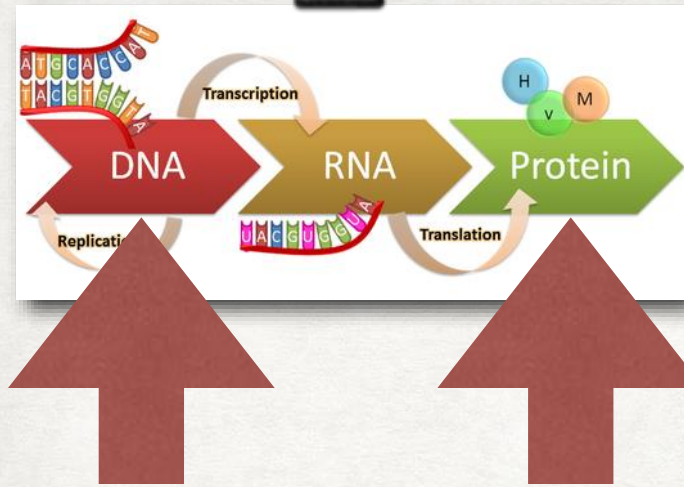 ATGCACCAT
TACGTGGTA
Transcription
H
V
M
DNA
RNA
Protein
Replication
UACGUGGUA
Translation